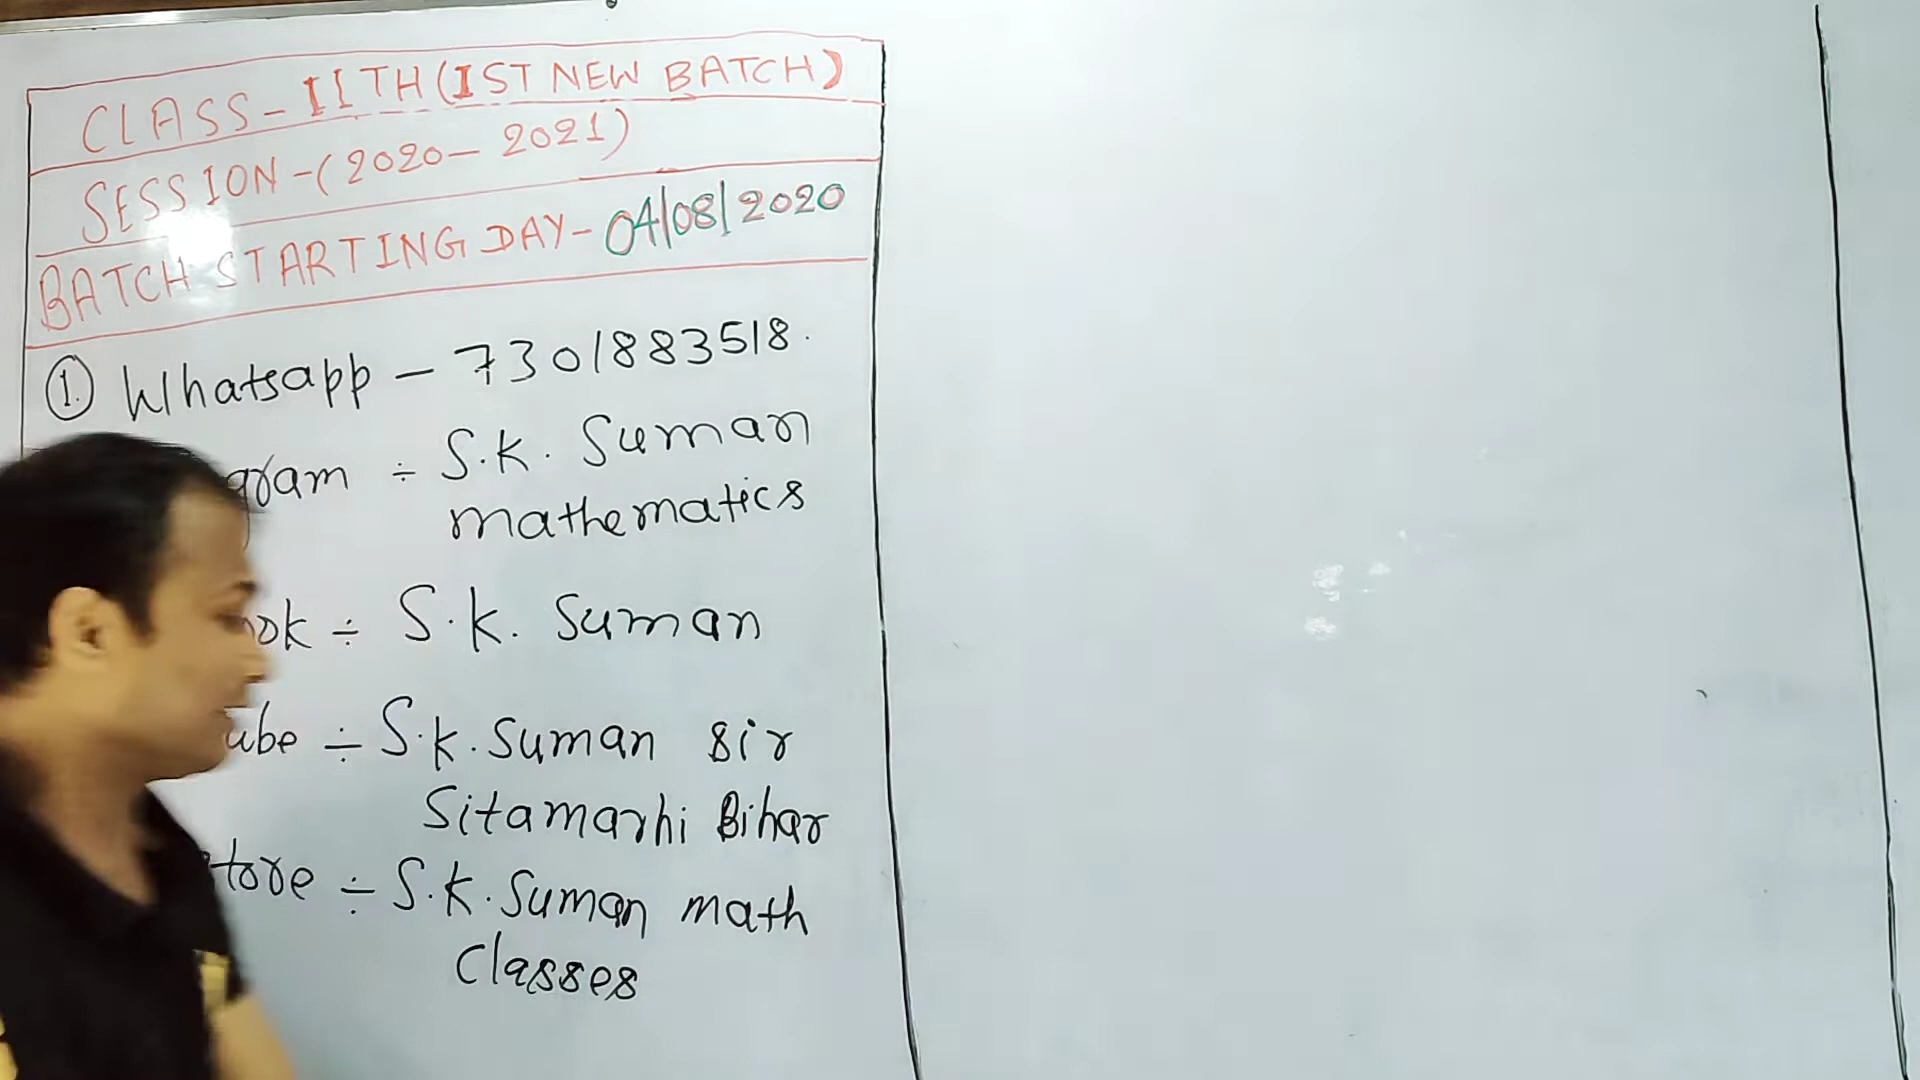 CLASS-11TH(1ST NEW BATCH)
SESSION-(2020-2021)
BATCH STARTING DAY-04/08/2020
① Whatsapp - 7301883518.
gram ÷ S.K. Suman
mathematics
ook ÷ S.K. Suman
ube ÷ S.K. Suman sir
Sitamarhi Bihar
tore ÷ S.K. Suman math
Classes